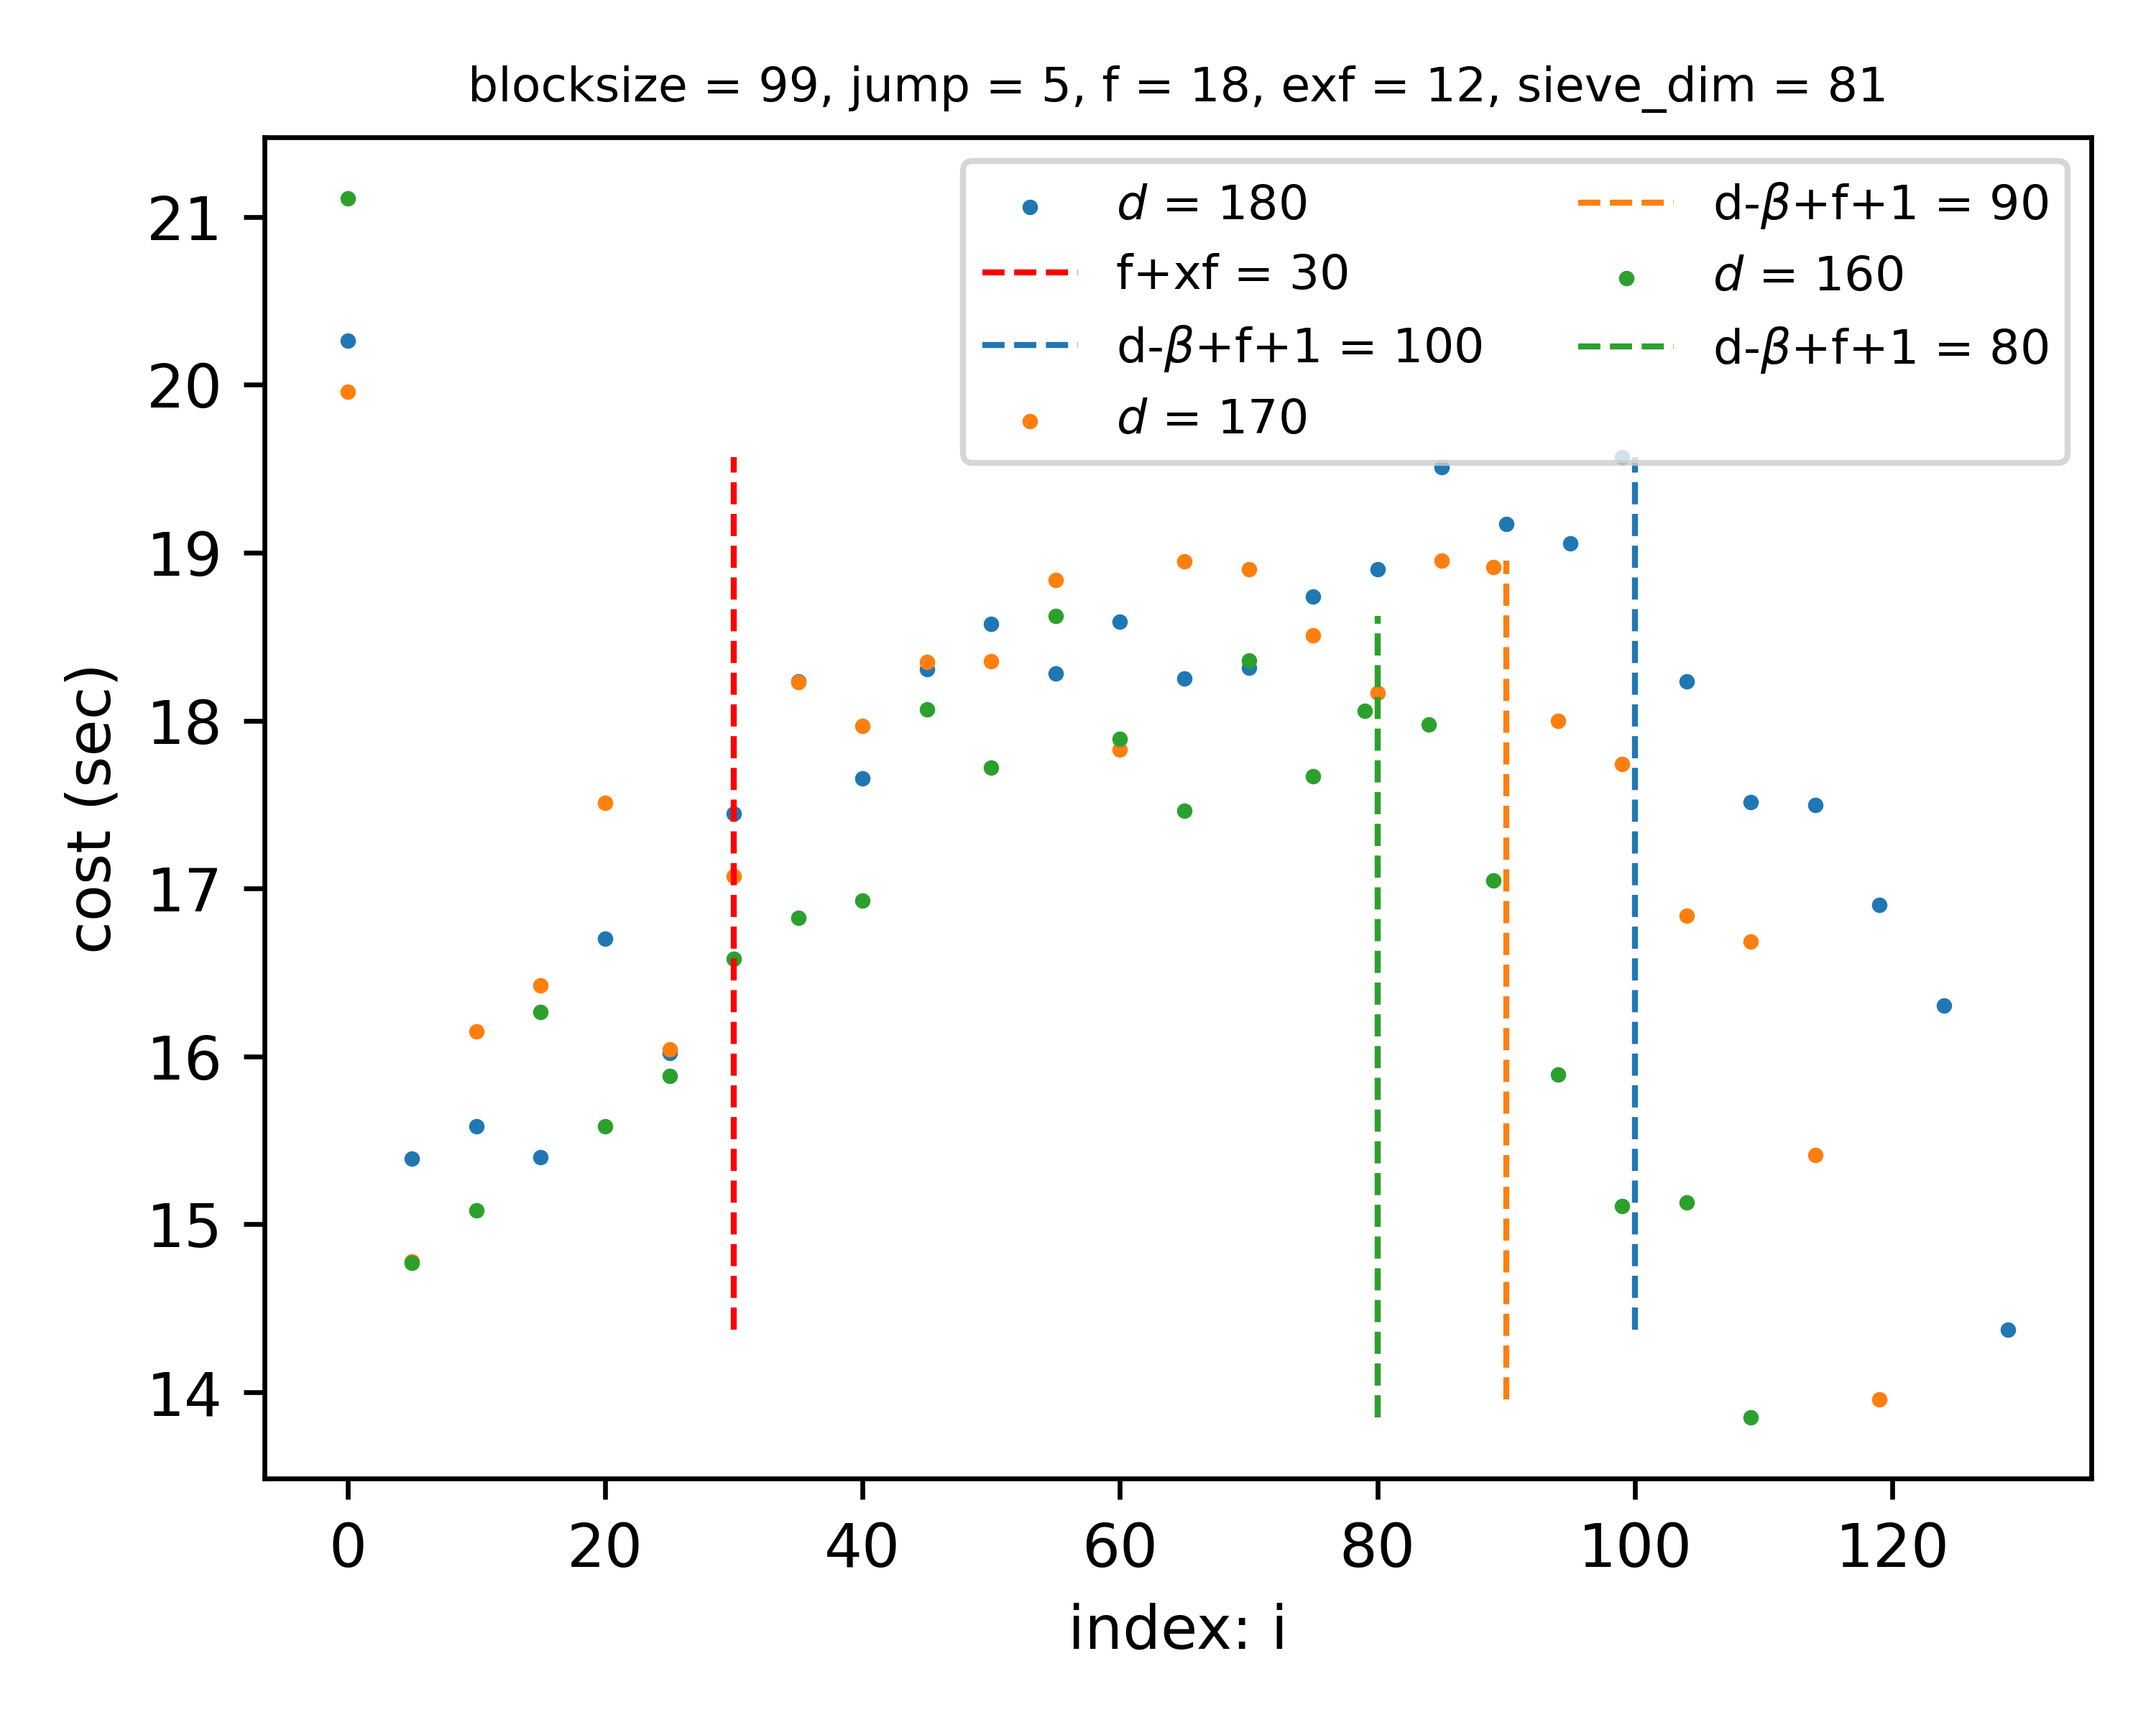 blocksize = 99, jump = 5, f = 18, exf = 12, sieve_dim = 81
d = 180
f+xf = 30
d-β+f+1 = 100
d = 170
d-β+f+1 = 90
d = 160
d-β+f+1 = 80
21
20
19
18
17
16
15
14
cost (sec)
0 20 40 60 80 100 120
index: i